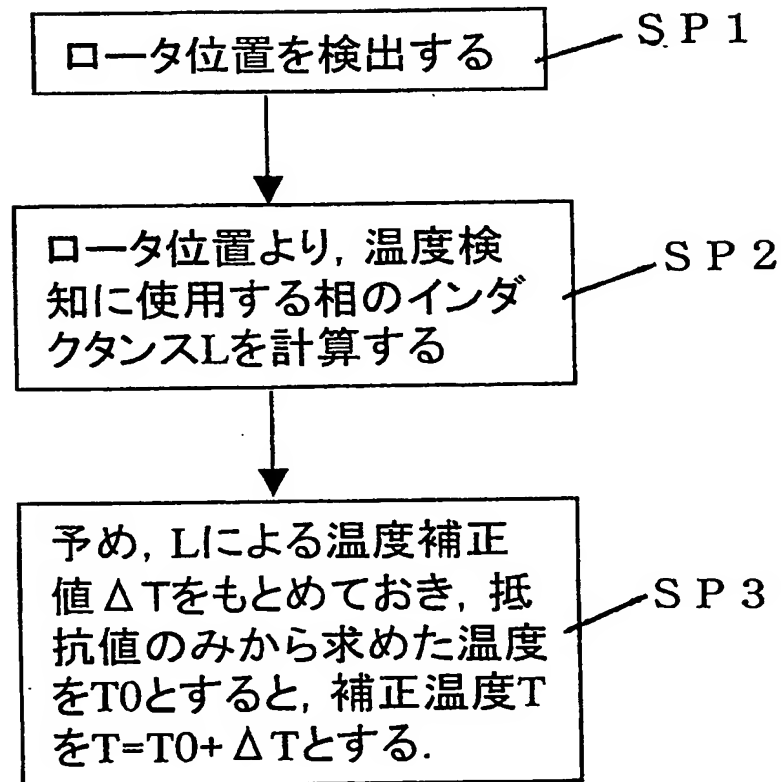 ロータ位置を検出する
SP1
ロータ位置より, 温度検
知に使用する相のインダ
クタンスLを計算する
SP2
予め, Lによる温度補正
値ΔTをもとめておき, 抵
抗値のみから求めた温度
をT0とすると, 補正温度T
をT=T0+ΔTとする.
SP3